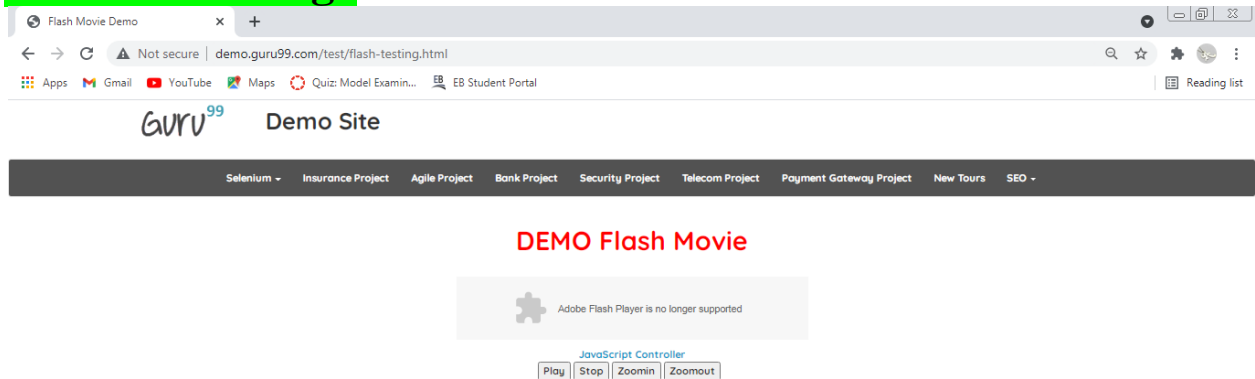 Flash Movie Demo
Not secure | demo.guru99.com/test/flash-testing.html
Apps Gmail YouTube Maps Quiz: Model Examin... EB Student Portal Reading list
Guru99 Demo Site
Selenium Insurance Project Agile Project Bank Project Security Project Telecom Project Payment Gateway Project New Tours SEO
DEMO Flash Movie
Adobe Flash Player is no longer supported
JavaScript Controller
Play Stop Zoomin Zoomout